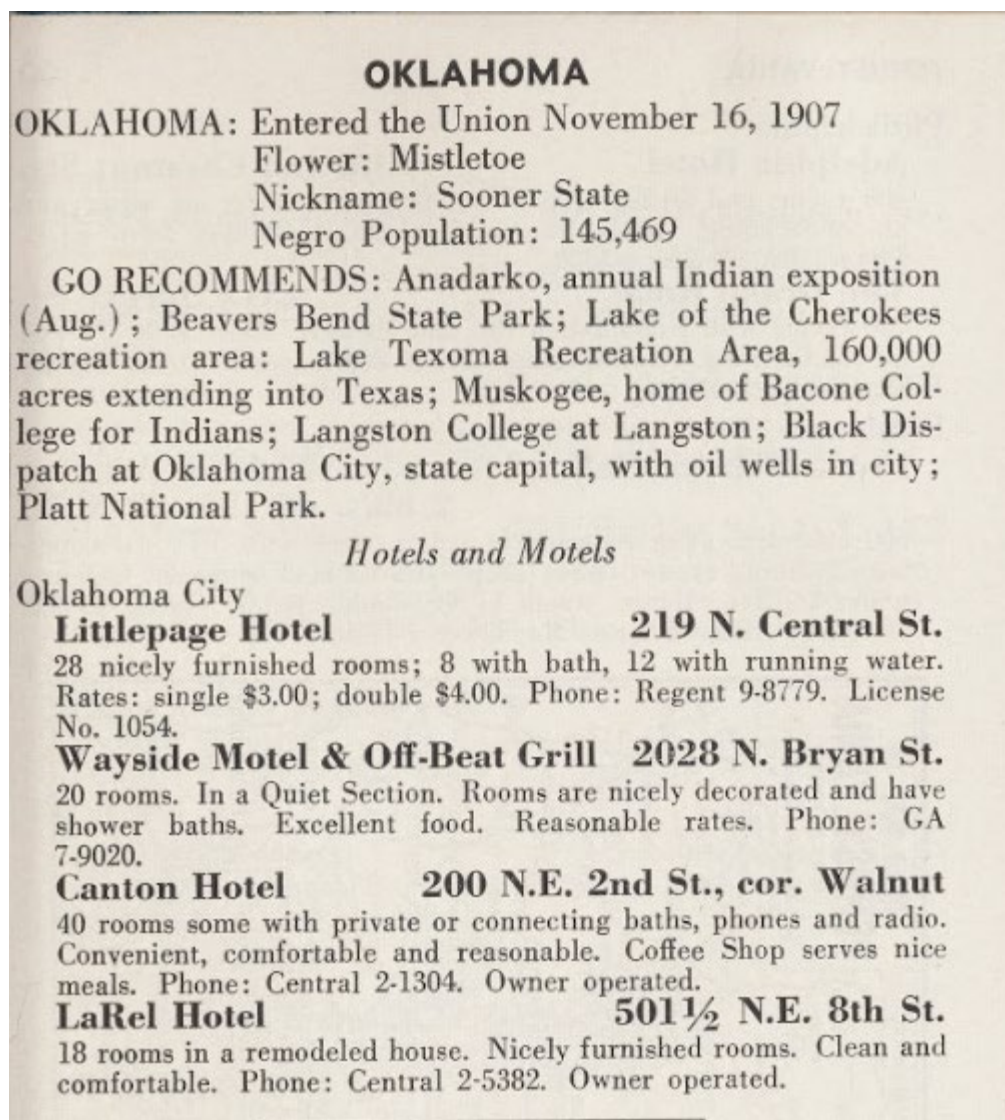 OKLAHOMA
OKLAHOMA: Entered the Union November 16, 1907
Flower: Mistletoe
Nickname: Sooner State
Negro Population: 145,469
GO RECOMMENDS: Anadarko, annual Indian exposition
(Aug.) ; Beavers Bend State Park; Lake of the Cherokees
recreation area: Lake Texoma Recreation Area, 160,000
acres extending into Texas; Muskogee, home of Bacone Col-
lege for Indians; Langston College at Langston; Black Dis-
patch at Oklahoma City, state capital, with oil wells in city;
Platt National Park.
Hotels and Motels
Oklahoma City
Littlepage Hotel 219 N. Central St.
28 nicely furnished rooms; 8 with bath, 12 with running water.
Rates: single $3.00; double $4.00. Phone: Regent 9-8779. License
No. 1054.
Wayside Motel & Off-Beat Grill 2028 N. Bryan St.
20 rooms. In a Quiet Section. Rooms are nicely decorated and have
shower baths. Excellent food. Reasonable rates. Phone: GA
7-9020.
Canton Hotel 200 N.E. 2nd St., cor. Walnut
40 rooms some with private or connecting baths, phones and radio.
Convenient, comfortable and reasonable. Coffee Shop serves nice
meals. Phone: Central 2-1304. Owner operated.
LaRel Hotel 501½ N.E. 8th St.
18 rooms in a remodeled house. Nicely furnished rooms. Clean and
comfortable. Phone: Central 2-5382. Owner operated.